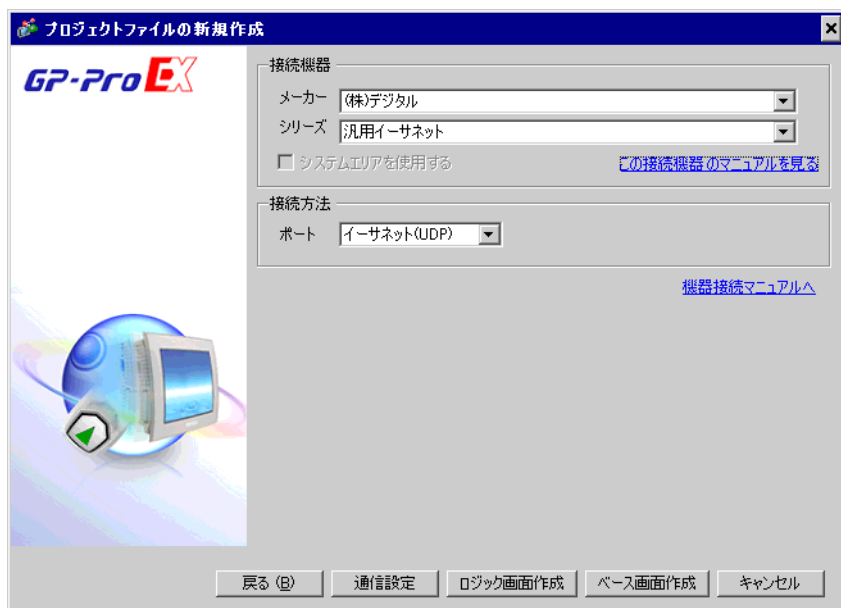 プロジェクトファイルの新規作成
GP-Pro EX
接続機器
メーカー (株)デジタル
シリーズ 汎用イーサネット
システムエリアを使用する この接続機器のマニュアルを見る
接続方法
ポート イーサネット(UDP)
機器接続マニュアルへ
戻る (B) 通信設定 ロジック画面作成 ベース画面作成 キャンセル